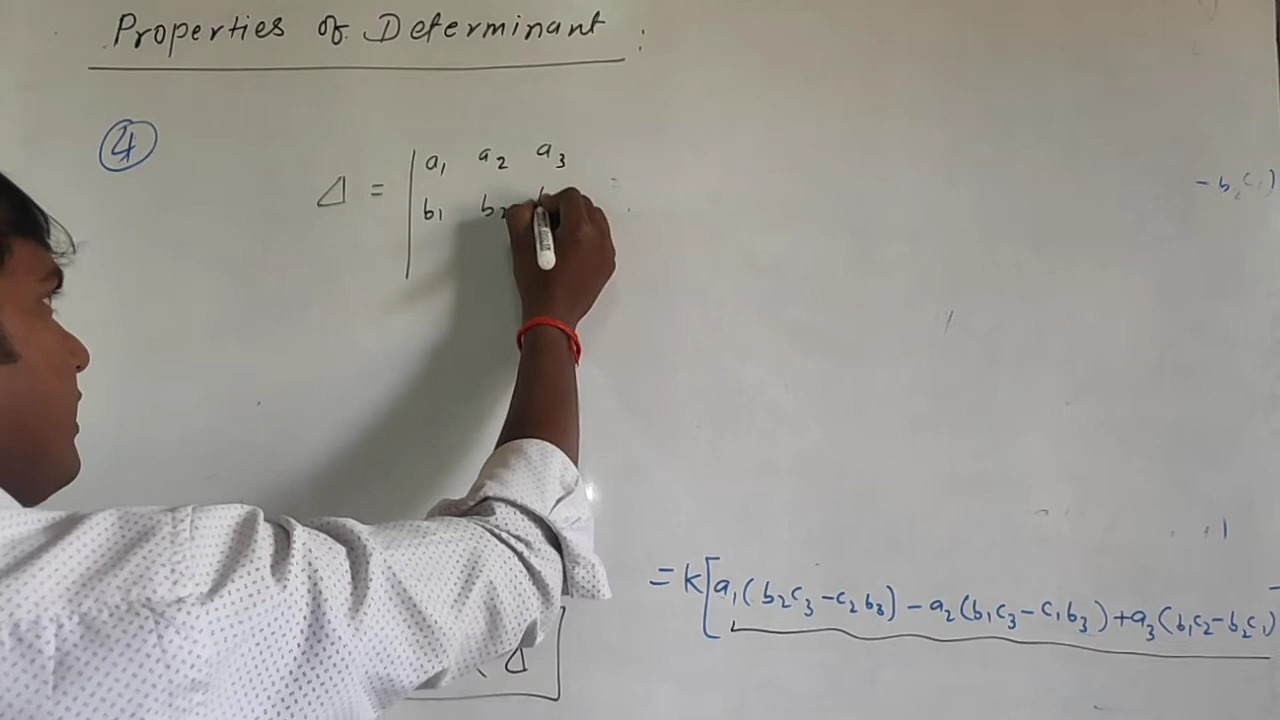 Properties of Determinant :
④
Δ = | a₁ a₂ a₃
b₁ b₂
- b₂c₁)
= k[a₁(b₂c₃-c₂b₃) - a₂(b₁c₃-c₁b₃) + a₃(b₁c₂-b₂c₁)
Δ